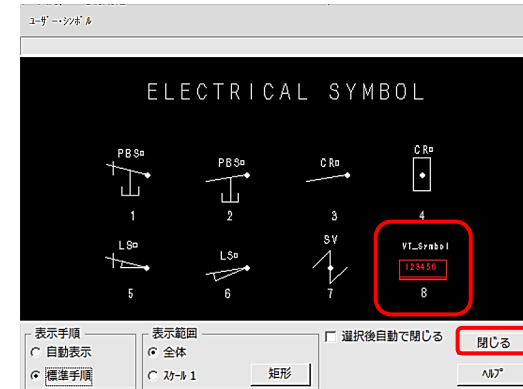 ユーザー・シンボル
ELECTRICAL SYMBOL
PBS¤ PBS¤ CR¤ CR¤
1 2 3 4
LS¤ LS¤ SV VT_Symbol
123456
5 6 7 8
表示手順 表示範囲 選択後自動で閉じる 閉じる
自動表示 全体
標準手順 スケール 1 矩形 ヘルプ